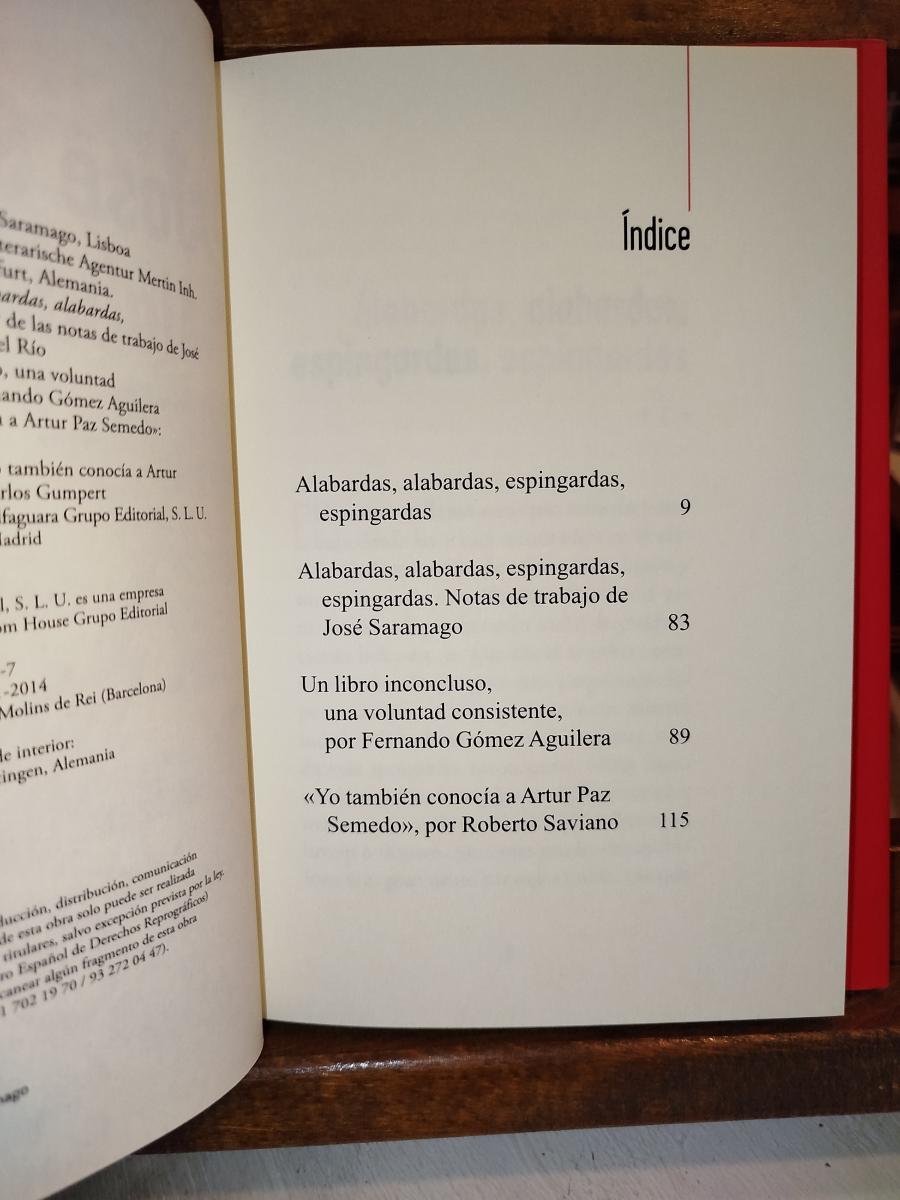 Saramago, Lisboa
terarische Agentur Mertin Inh.
furt, Alemania.
ardas, alabardas,
de las notas de trabajo de José
el Río
o, una voluntad
ando Gómez Aguilera
a Artur Paz Semedo»:
también conocía a Artur
rlos Gumpert
lfaguara Grupo Editorial, S. L. U.
Madrid
l, S. L. U. es una empresa
om House Grupo Editorial
-7
-2014
Molins de Rei (Barcelona)
de interior:
ingen, Alemania
ducción, distribución, comunicación
de esta obra solo puede ser realizada
titulares, salvo excepción prevista por la ley.
ro Español de Derechos Reprográficos)
canear algún fragmento de esta obra
1 702 19 70 / 93 272 04 47).
mago
Índice
Alabardas, alabardas, espingardas,
espingardas 9
Alabardas, alabardas, espingardas,
espingardas. Notas de trabajo de
José Saramago 83
Un libro inconcluso,
una voluntad consistente,
por Fernando Gómez Aguilera 89
«Yo también conocía a Artur Paz
Semedo», por Roberto Saviano 115